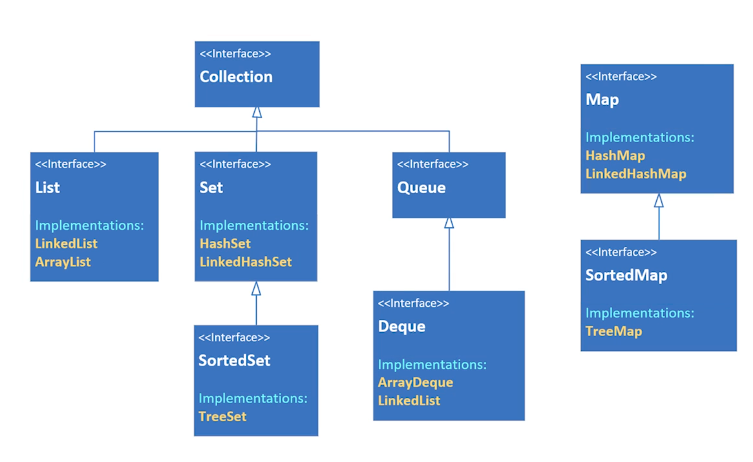 <<Interface>>
Collection
<<Interface>>
List
Implementations:
LinkedList
ArrayList
<<Interface>>
Set
Implementations:
HashSet
LinkedHashSet
<<Interface>>
Queue
<<Interface>>
SortedSet
Implementations:
TreeSet
<<Interface>>
Deque
Implementations:
ArrayDeque
LinkedList
<<Interface>>
Map
Implementations:
HashMap
LinkedHashMap
<<Interface>>
SortedMap
Implementations:
TreeMap